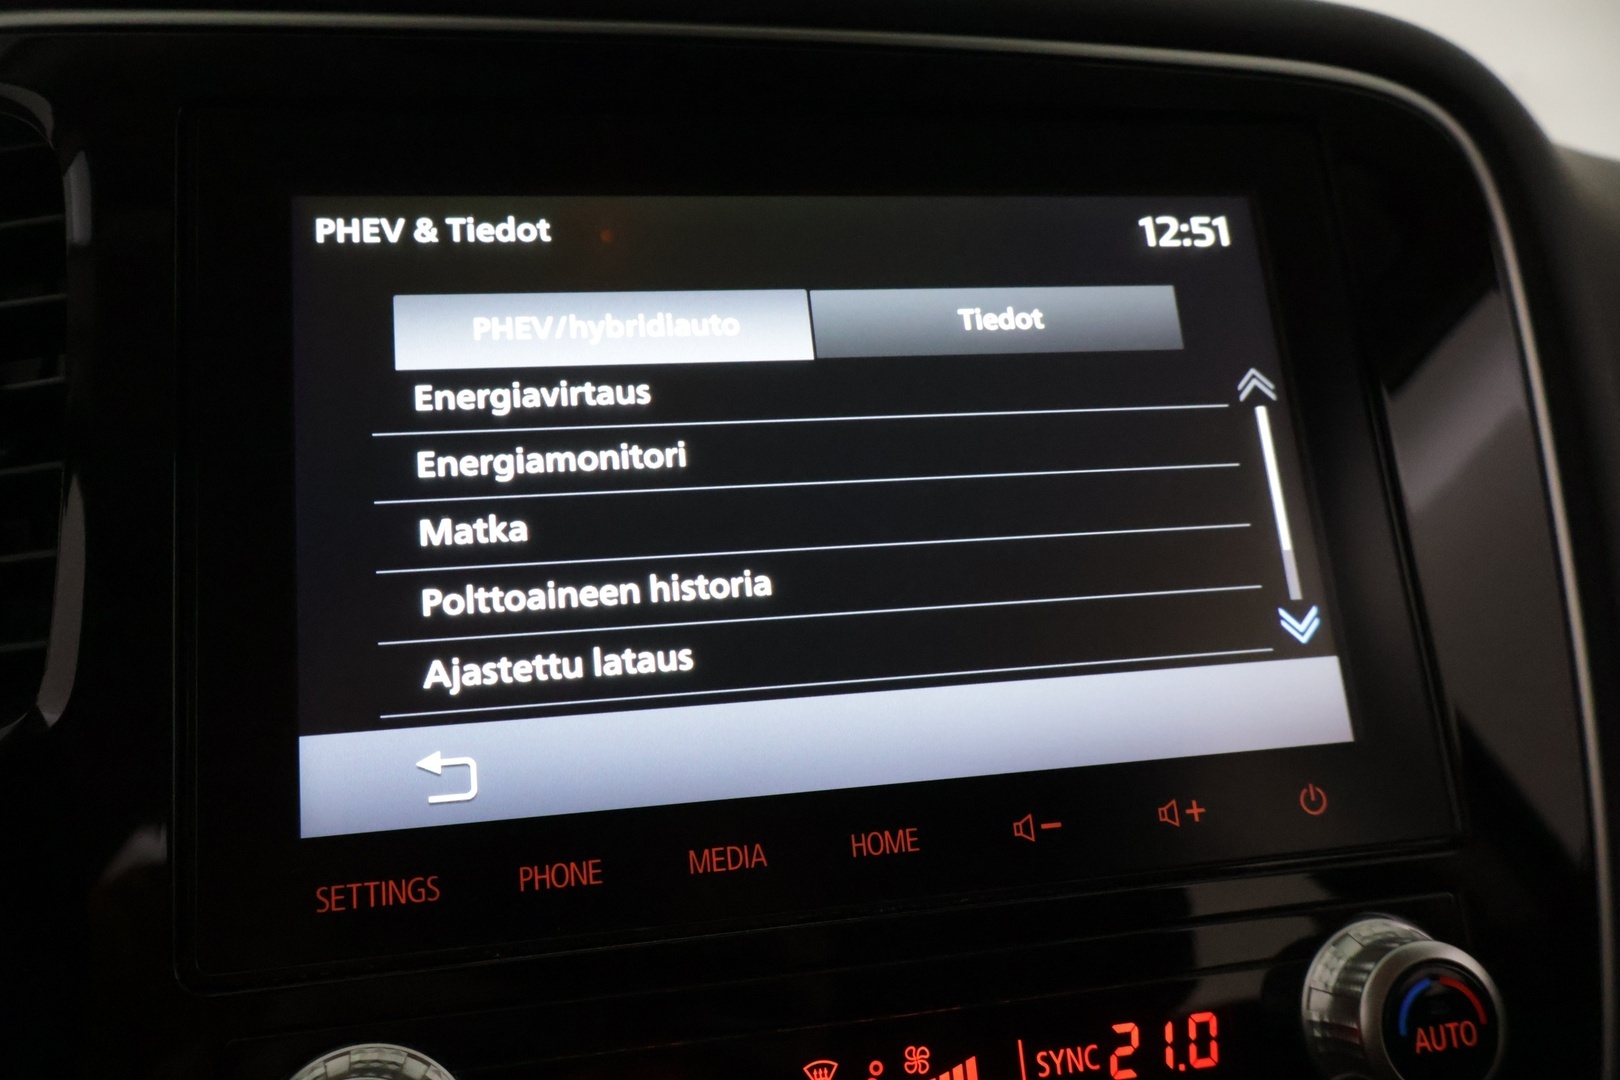 PHEV & Tiedot
12:51
PHEV/hybridiauto
Tiedot
Energiavirtaus
Energiamonitori
Matka
Polttoaineen historia
Ajastettu lataus
SETTINGS
PHONE
MEDIA
HOME
SYNC 21.0
AUTO